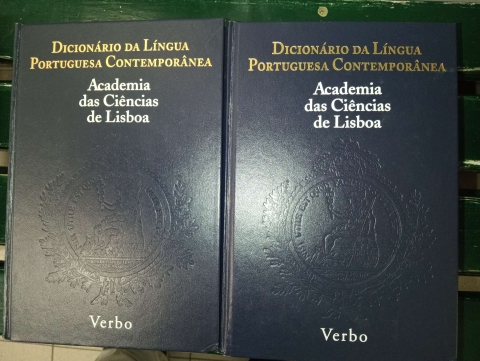 DICIONÁRIO DA LÍNGUA
PORTUGUESA CONTEMPORÂNEA
Academia
das Ciências
de Lisboa
Verbo
DICIONÁRIO DA LÍNGUA
PORTUGUESA CONTEMPORÂNEA
Academia
das Ciências
de Lisboa
Verbo